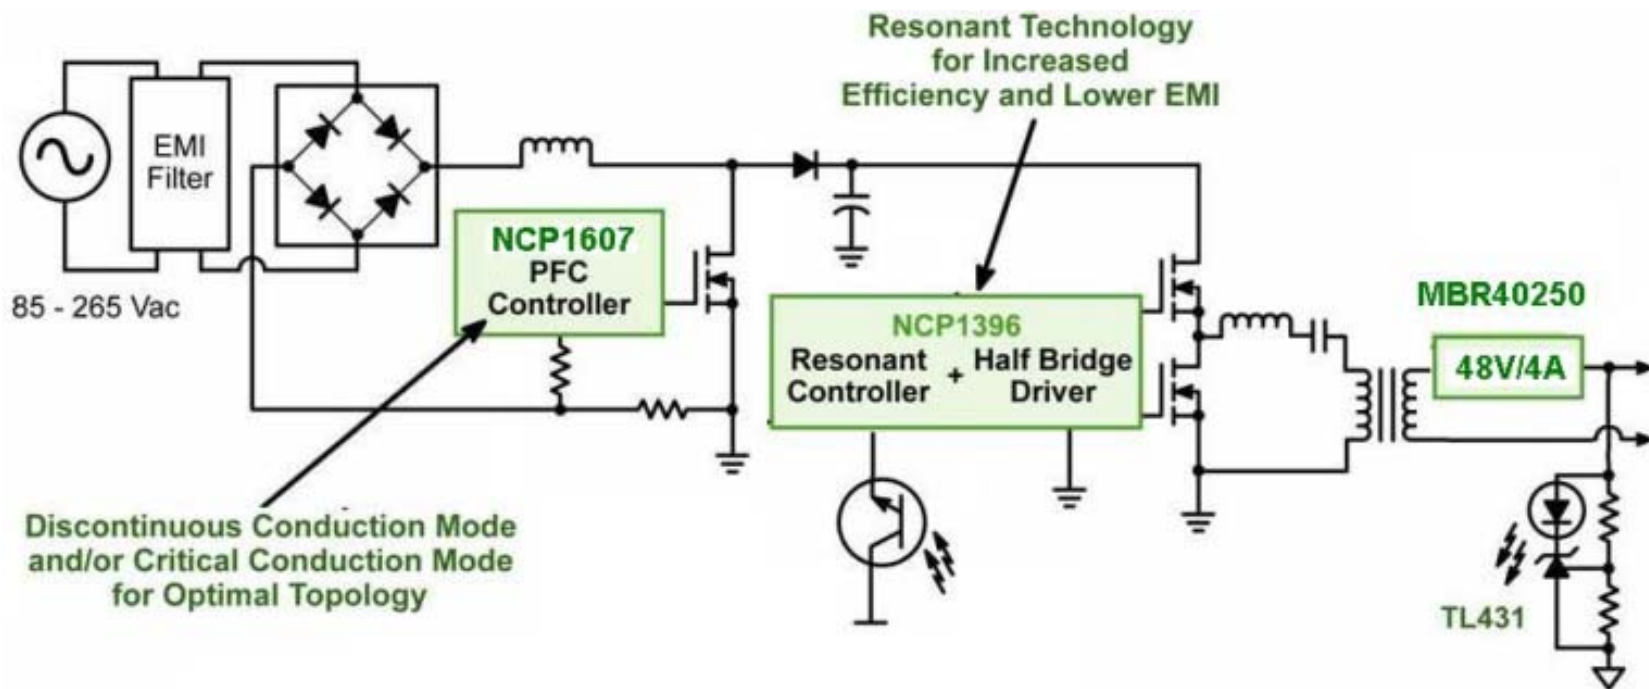 Resonant Technology
for Increased
Efficiency and Lower EMI
EMI
Filter
85 - 265 Vac
NCP1607
PFC
Controller
NCP1396
Resonant
Controller
+
Half Bridge
Driver
MBR40250
48V/4A
Discontinuous Conduction Mode
and/or Critical Conduction Mode
for Optimal Topology
TL431